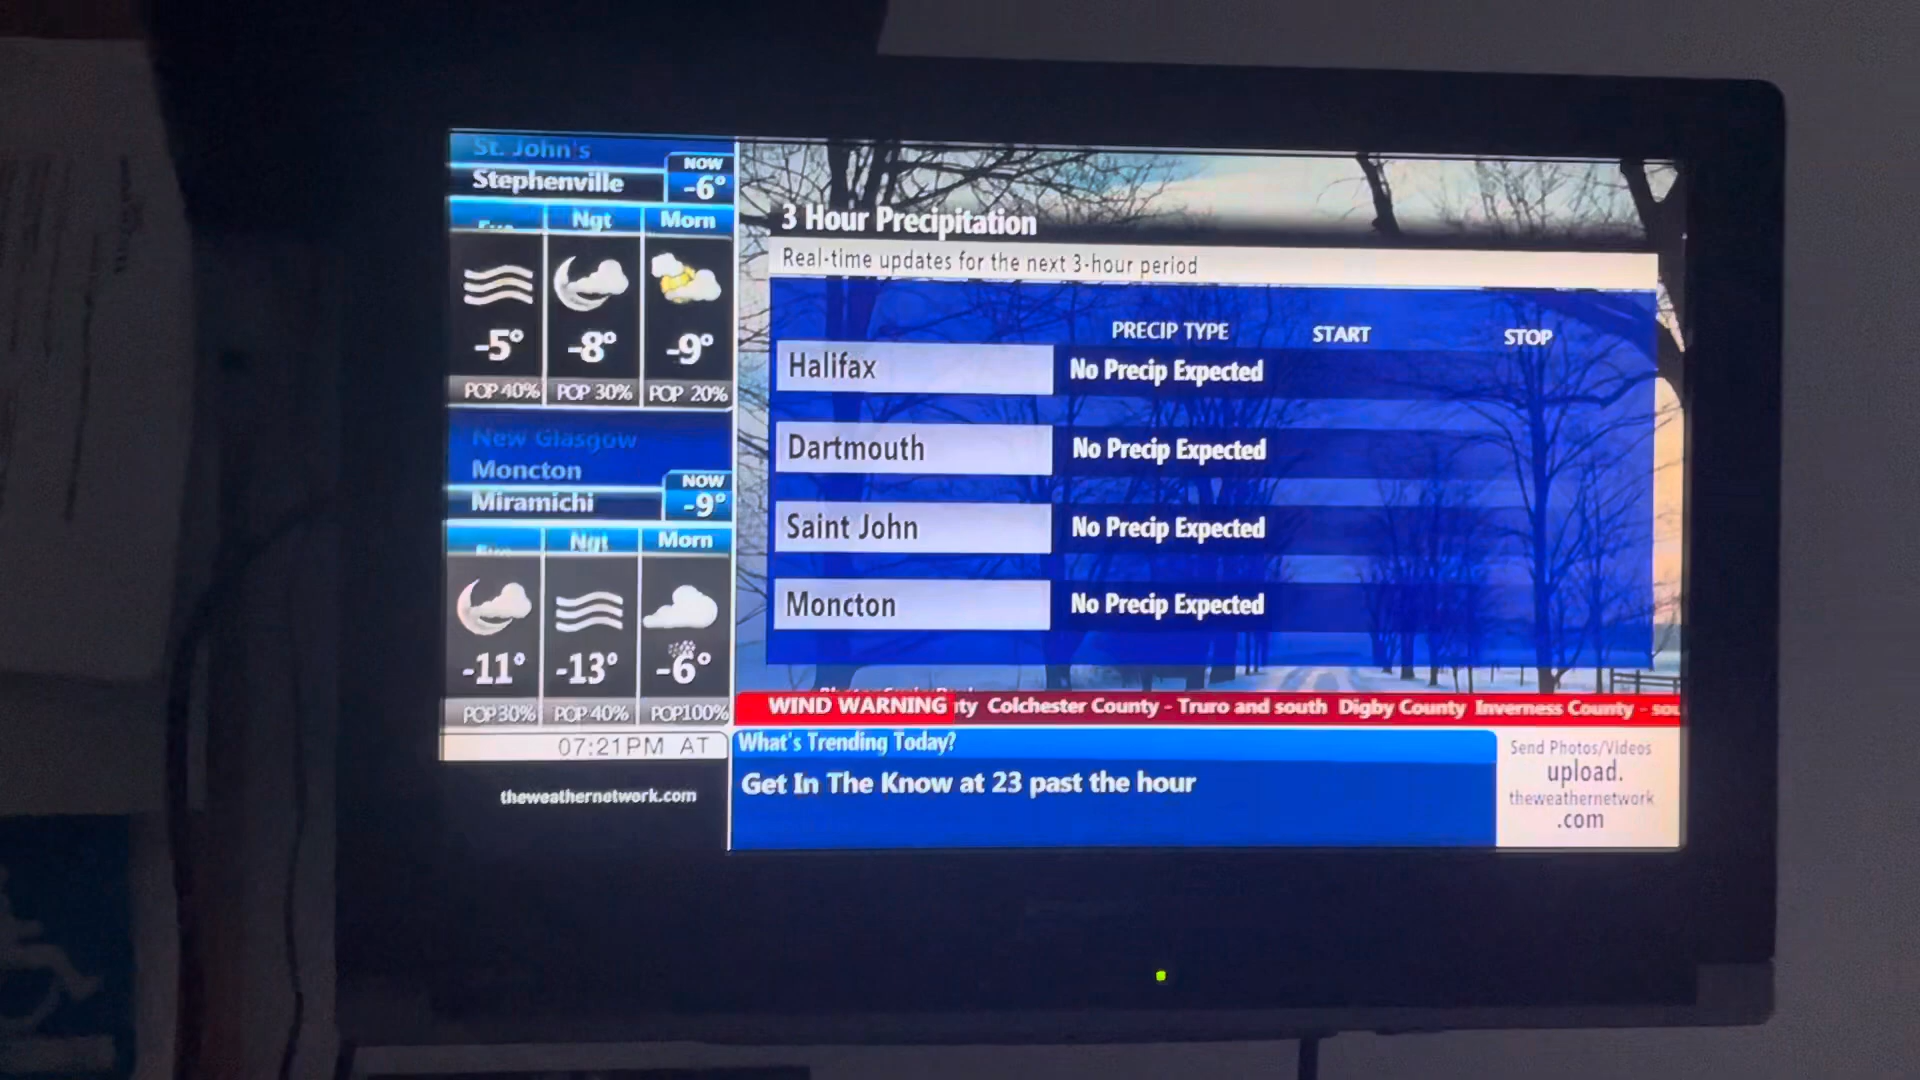 St. John's
Stephenville
NOW
-6°
Ngt
Morn
-5°
-8°
-9°
POP 40%
POP 30%
POP 20%
New Glasgow
Moncton
Miramichi
NOW
-9°
Ngt
Morn
-11°
-13°
-6°
POP 30%
POP 40%
POP 100%
07:21PM AT
theweathernetwork.com
3 Hour Precipitation
Real-time updates for the next 3-hour period
PRECIP TYPE START STOP
Halifax No Precip Expected
Dartmouth No Precip Expected
Saint John No Precip Expected
Moncton No Precip Expected
WIND WARNING ty Colchester County - Truro and south Digby County Inverness County - sou
What's Trending Today?
Get In The Know at 23 past the hour
Send Photos/Videos
upload.
theweathernetwork
.com